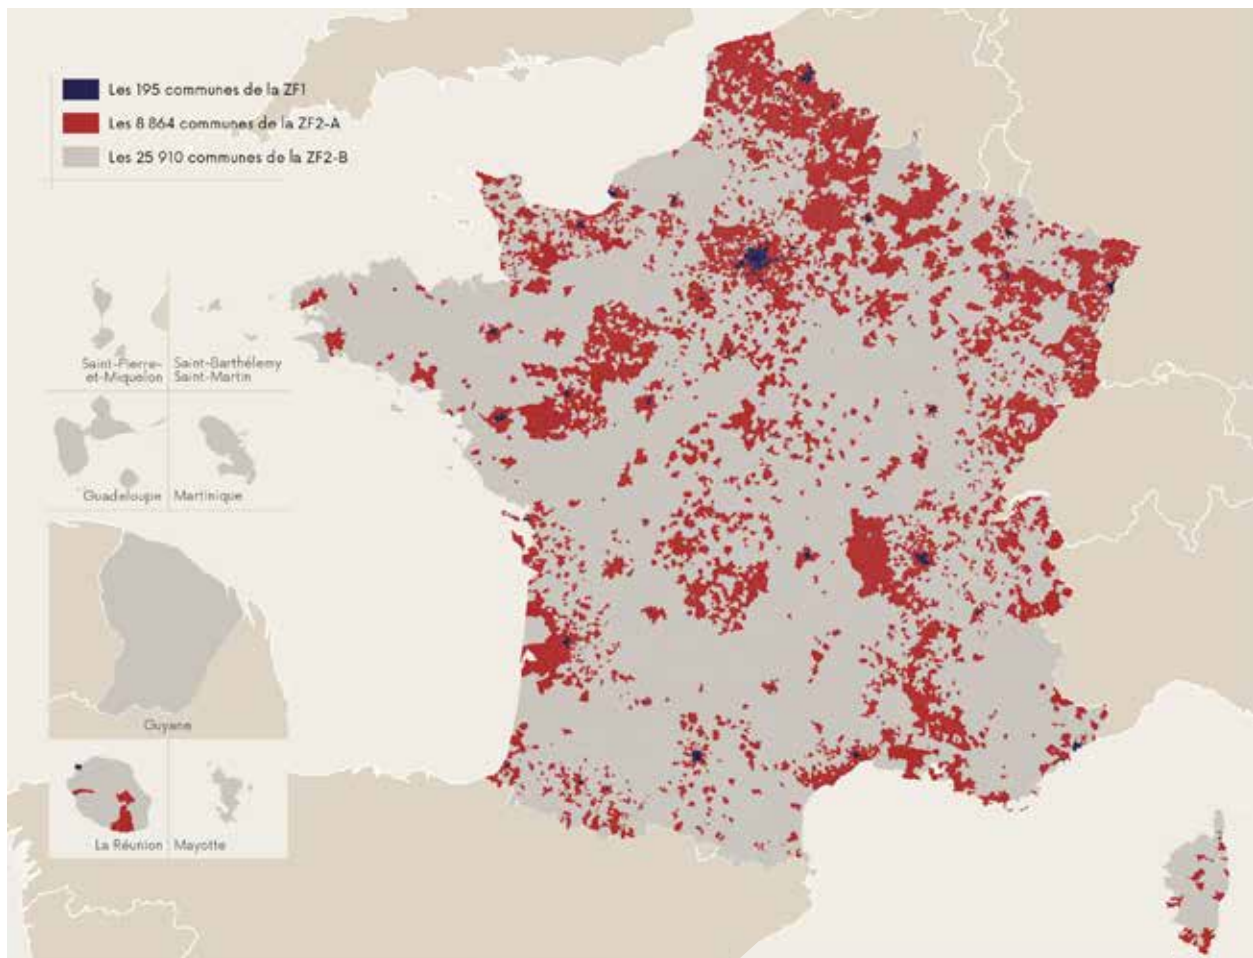 Les 195 communes de la ZF1
Les 8 864 communes de la ZF2-A
Les 25 910 communes de la ZF2-B
Saint-Pierre-
et-Miquelon
Saint-Barthélemy
Saint-Martin
Guadeloupe
Martinique
Guyane
La Réunion
Mayotte